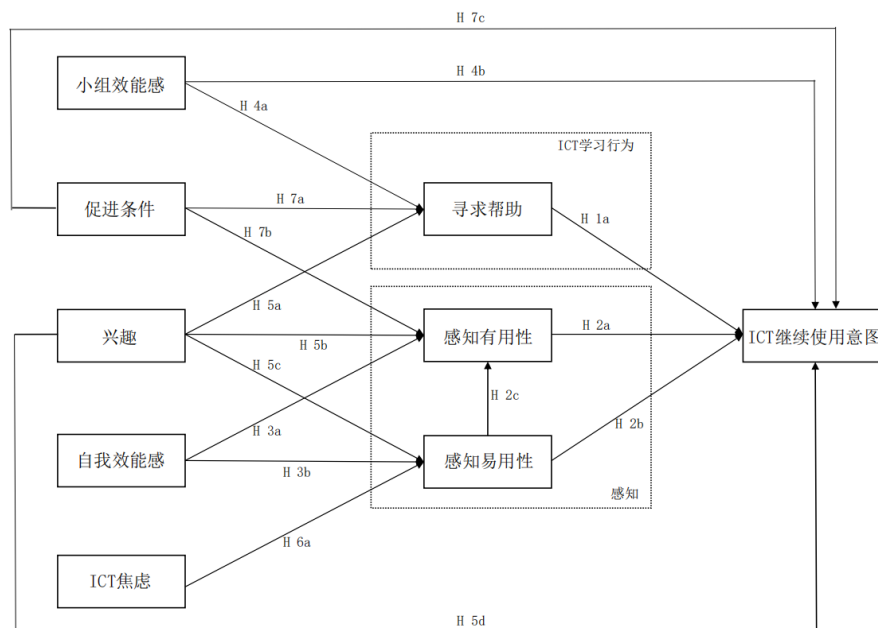 H 7c
小组效能感
H 4b
H 4a
ICT学习行为
促进条件
H 7a
寻求帮助
H 1a
H 7b
H 5a
兴趣
H 5b
感知有用性
H 2a
ICT继续使用意图
H 5c
H 2c
H 3a
H 2b
自我效能感
H 3b
感知易用性
感知
H 6a
ICT焦虑
H 5d